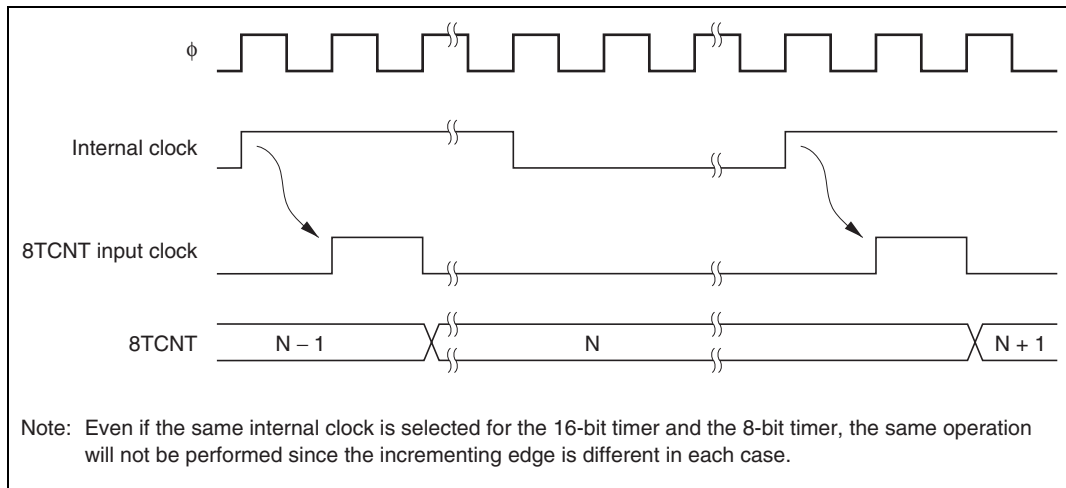 ϕ
Internal clock
8TCNT input clock
8TCNT
N – 1
N
N + 1
Note: Even if the same internal clock is selected for the 16-bit timer and the 8-bit timer, the same operation
will not be performed since the incrementing edge is different in each case.